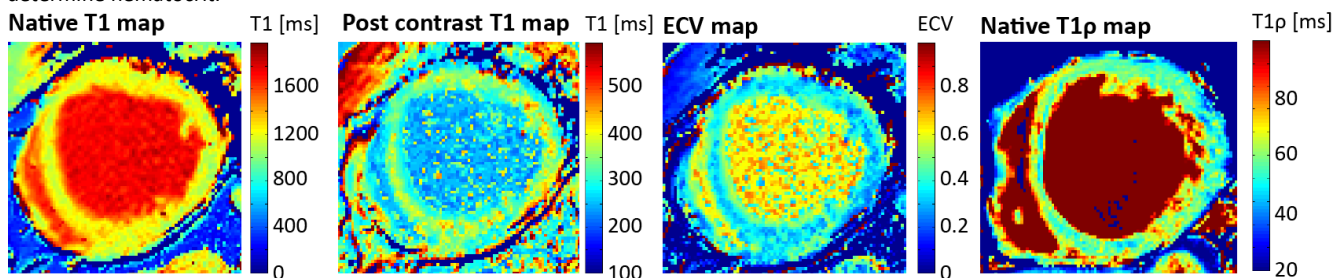 determine hematocrit.
Native T1 map T1 [ms] Post contrast T1 map T1 [ms] ECV map ECV Native T1ρ map T1ρ [ms]
1600 500 0.8 80
1200 400 0.6 60
800 300 0.4 40
400 200 0.2 20
0 100 0